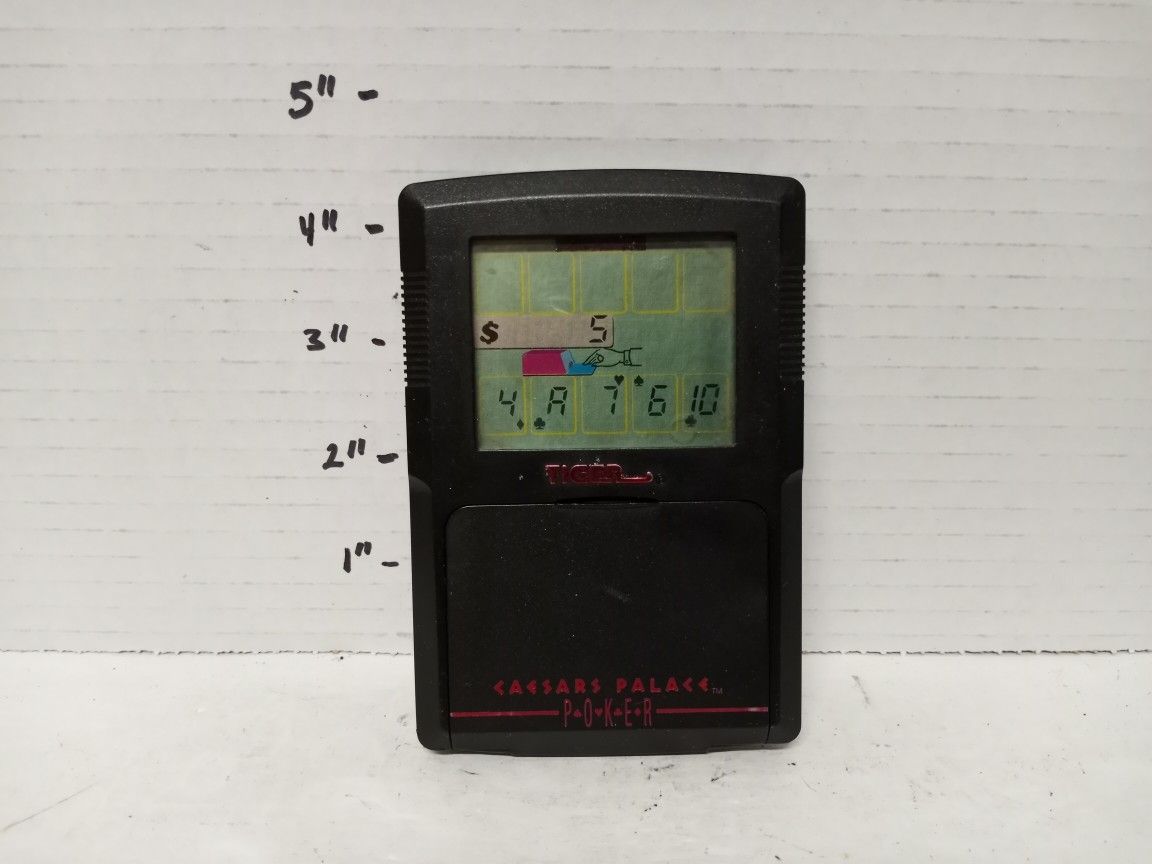 5" -
4" -
3" -
2" -
1" -
$ 5
4♦ A♣ 7♥ ♠6 10♣
TIGER
CAESARS PALACE™
P♠O♥K♣E♦R